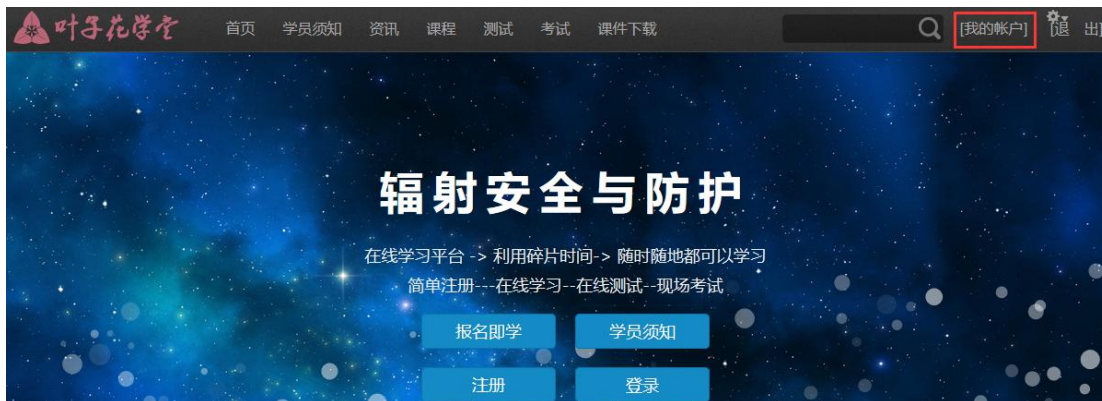 叶子花学堂 首页 学员须知 资讯 课程 测试 考试 课件下载 [我的帐户] [退 出]
辐射安全与防护
在线学习平台 -> 利用碎片时间-> 随时随地都可以学习
简单注册---在线学习--在线测试--现场考试
报名即学 学员须知
注册 登录